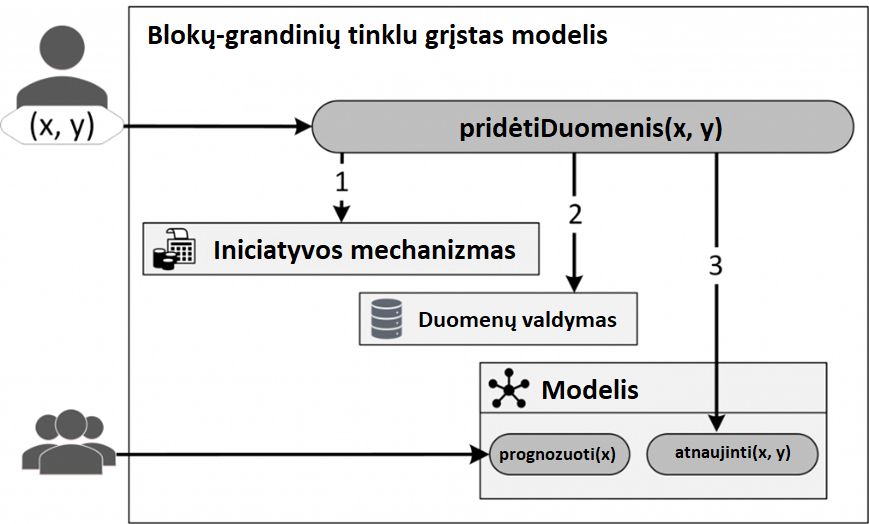 Blokų-grandinių tinklu grįstas modelis
(x, y)
pridėtiDuomenis(x, y)
1
2
3
Iniciatyvos mechanizmas
Duomenų valdymas
Modelis
prognozuoti(x)
atnaujinti(x, y)